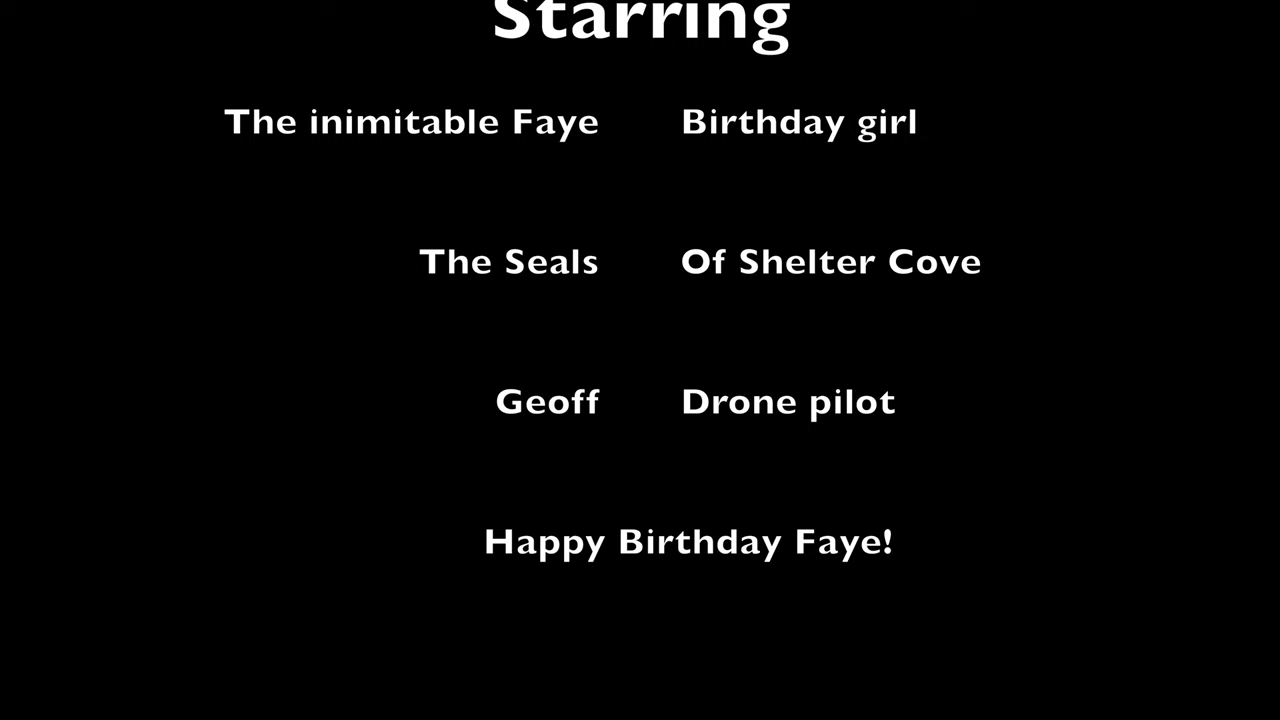 Starring
The inimitable Faye Birthday girl
The Seals Of Shelter Cove
Geoff Drone pilot
Happy Birthday Faye!